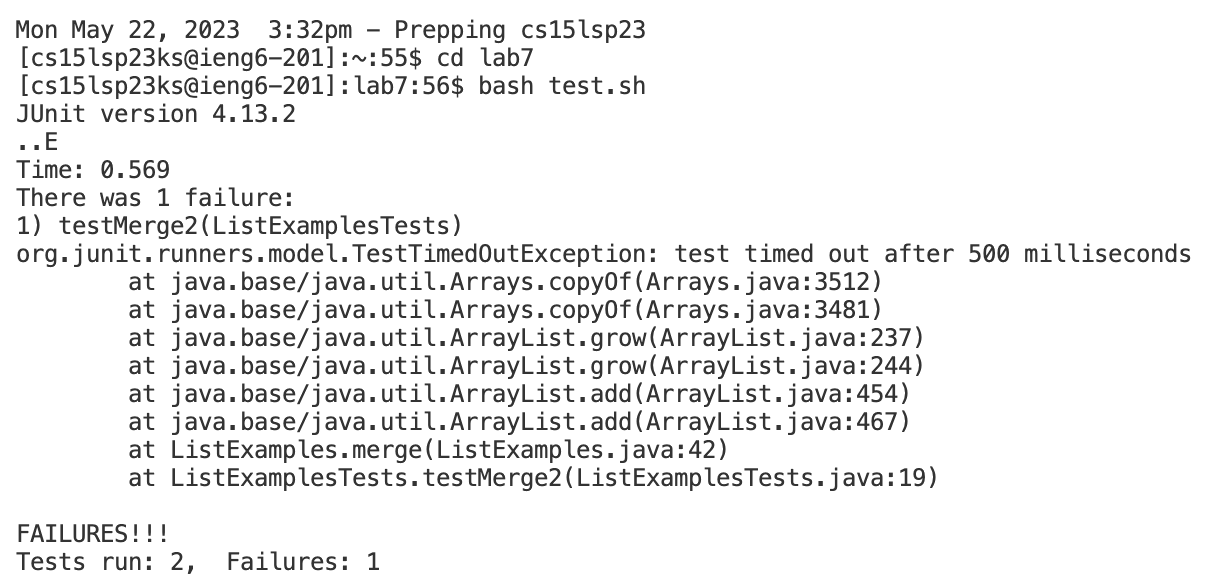 Mon May 22, 2023  3:32pm – Prepping cs15lsp23
[cs15lsp23ks@ieng6-201]:~:55$ cd lab7
[cs15lsp23ks@ieng6-201]:lab7:56$ bash test.sh
JUnit version 4.13.2
..E
Time: 0.569
There was 1 failure:
1) testMerge2(ListExamplesTests)
org.junit.runners.model.TestTimedOutException: test timed out after 500 milliseconds
        at java.base/java.util.Arrays.copyOf(Arrays.java:3512)
        at java.base/java.util.Arrays.copyOf(Arrays.java:3481)
        at java.base/java.util.ArrayList.grow(ArrayList.java:237)
        at java.base/java.util.ArrayList.grow(ArrayList.java:244)
        at java.base/java.util.ArrayList.add(ArrayList.java:454)
        at java.base/java.util.ArrayList.add(ArrayList.java:467)
        at ListExamples.merge(ListExamples.java:42)
        at ListExamplesTests.testMerge2(ListExamplesTests.java:19)

FAILURES!!!
Tests run: 2,  Failures: 1